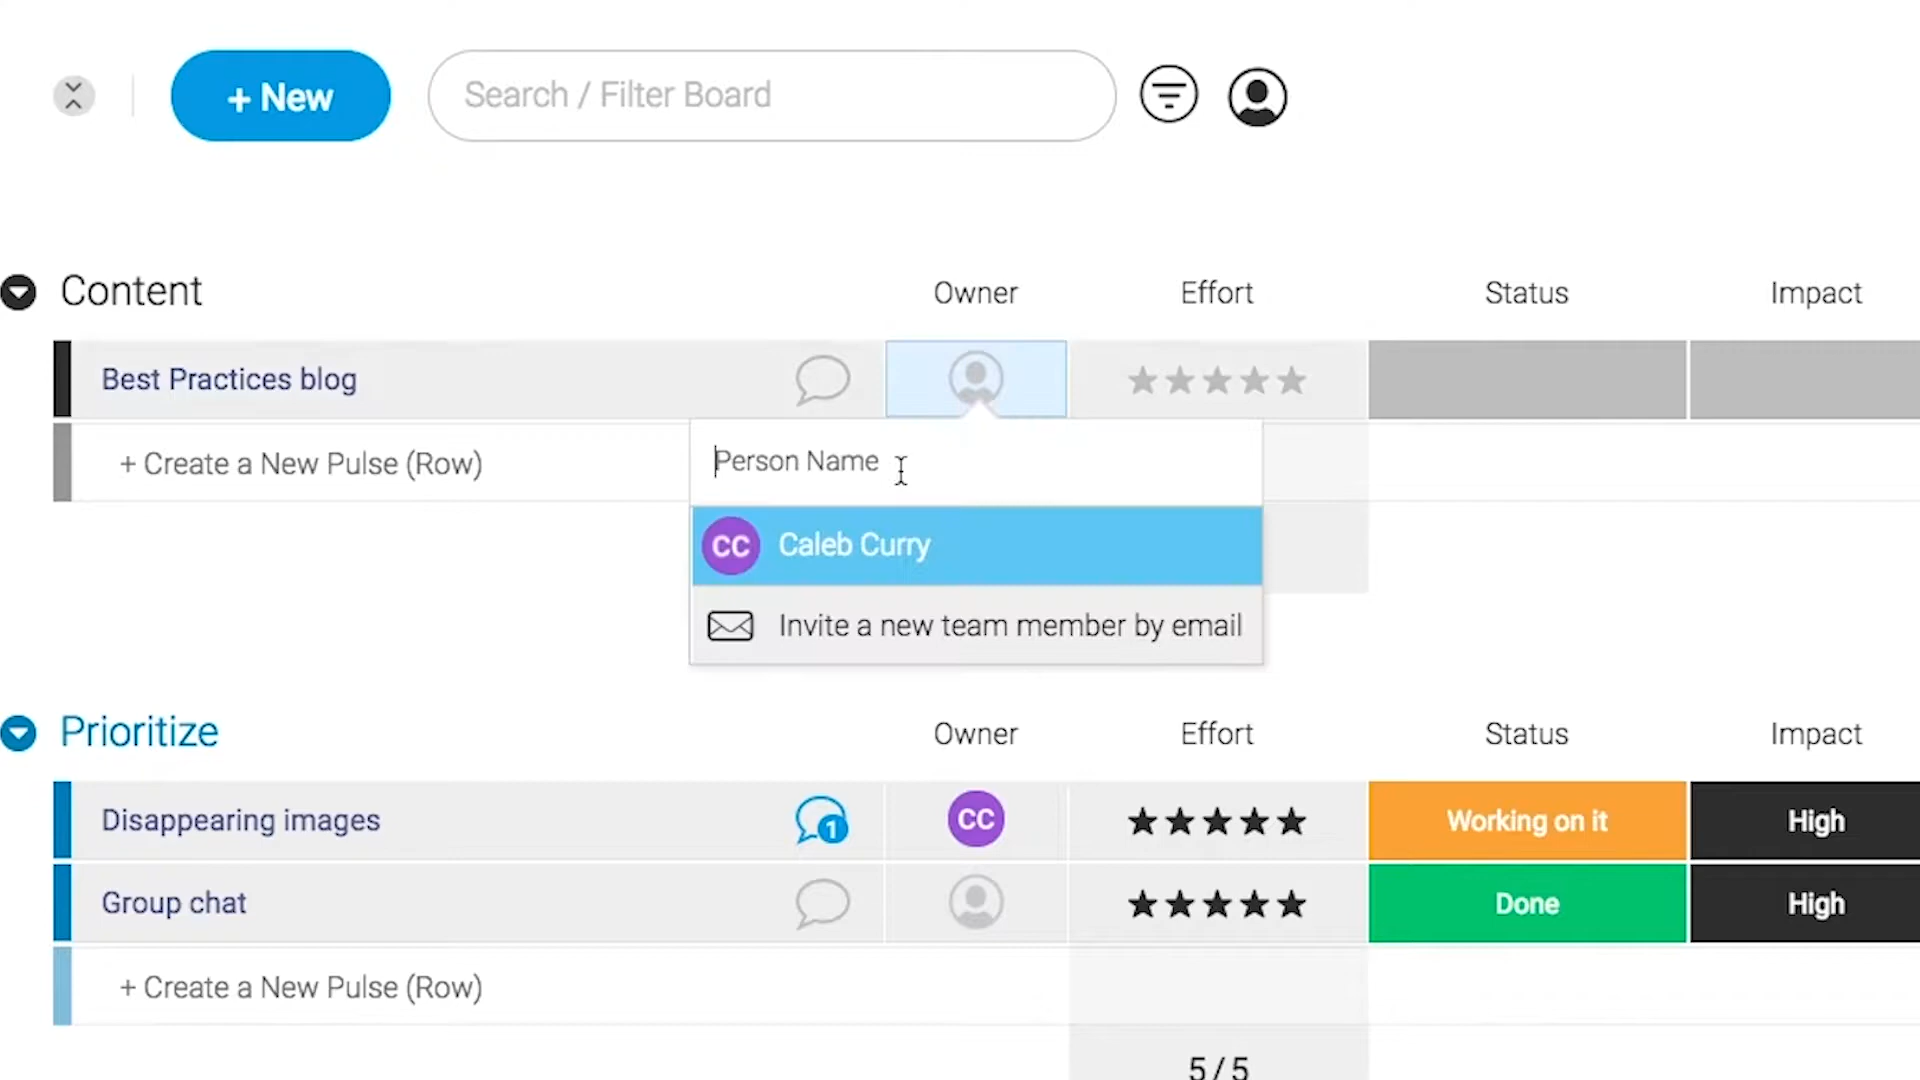 + New
Search / Filter Board
Content Owner Effort Status Impact
Best Practices blog
+ Create a New Pulse (Row)
Person Name
CC Caleb Curry
Invite a new team member by email
Prioritize Owner Effort Status Impact
Disappearing images 1 CC Working on it High
Group chat Done High
+ Create a New Pulse (Row)
5 / 5